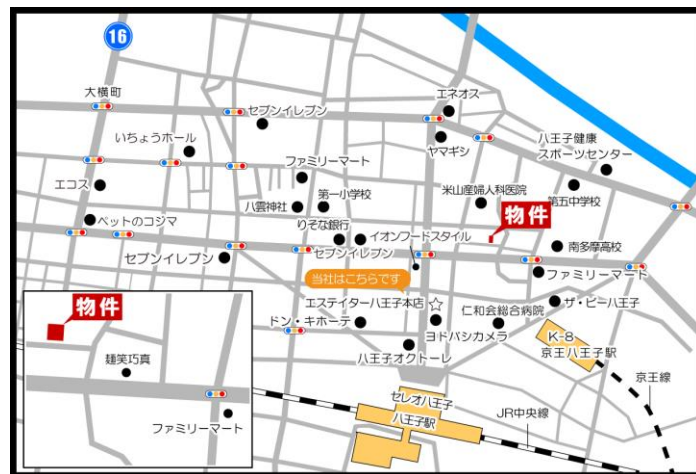 16
大横町
エネオス
セブンイレブン
いちょうホール
ヤマギシ
八王子健康
スポーツセンター
ファミリーマート
エコス
八雲神社
第一小学校
米山産婦人科医院
第五中学校
ペットのコジマ
りそな銀行
イオンフードスタイル
物件
南多摩高校
セブンイレブン
セブンイレブン
ファミリーマート
当社はこちらです
エステイター八王子本店
仁和会総合病院
ザ・ビー八王子
ドン・キホーテ
ヨドバシカメラ
八王子オクトーレ
K-8
京王八王子駅
京王線
セレオ八王子
八王子駅
JR中央線
物件
麺笑巧真
ファミリーマート